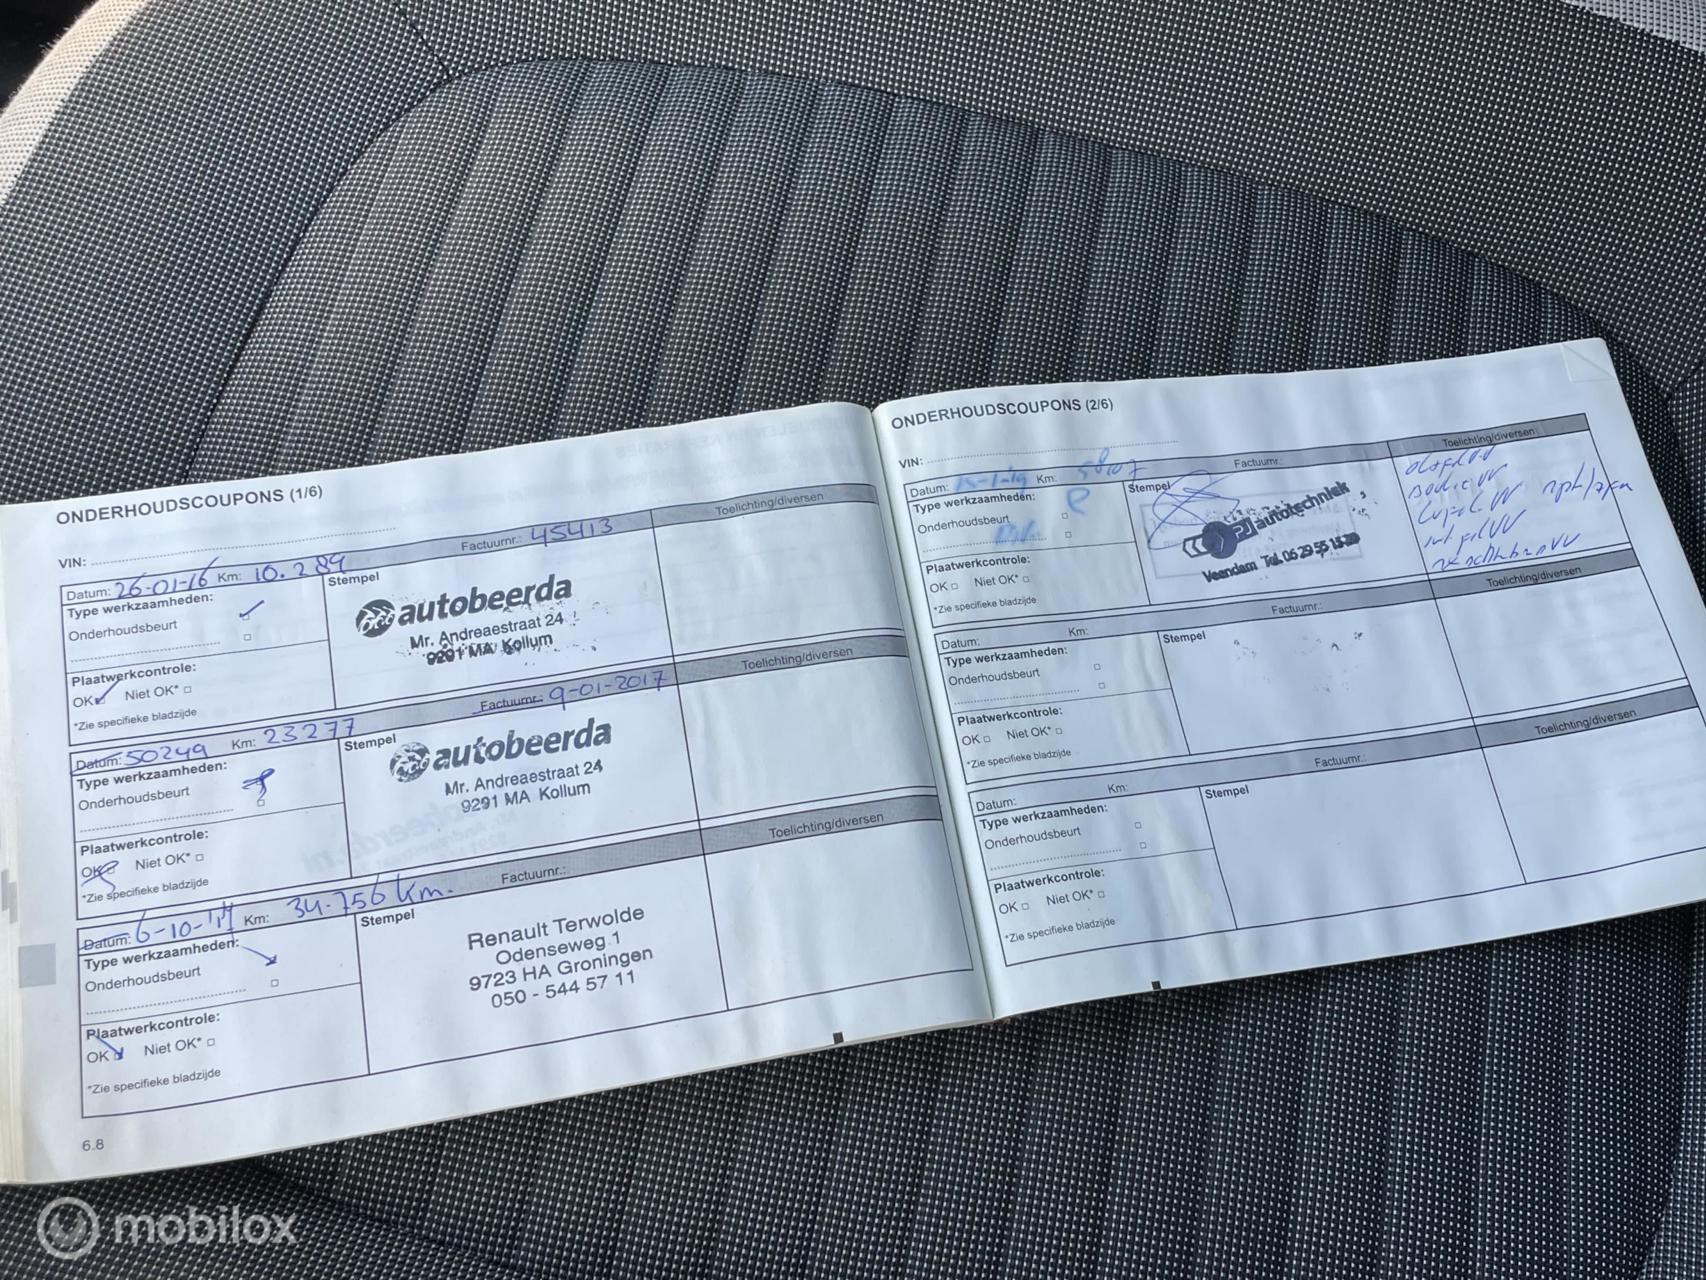 ONDERHOUDSCOUPONS (1/6)
VIN:
Datum: 26-01-16 Km: 10.289 Factuurnr.: 45413 Toelichting/diversen
Type werkzaamheden:
Onderhoudsbeurt
Plaatwerkcontrole:
OK Niet OK*
*Zie specifieke bladzijde
Stempel
autobeerda
Mr. Andreaestraat 24
9291 MA Kollum
Datum: 50249 Km: 23277 Factuurnr.: 9-01-2017 Toelichting/diversen
Type werkzaamheden:
Onderhoudsbeurt
Plaatwerkcontrole:
OK Niet OK*
*Zie specifieke bladzijde
Stempel
autobeerda
Mr. Andreaestraat 24
9291 MA Kollum
Datum: 6-10-'17 Km: 34.756 km. Factuurnr.: Toelichting/diversen
Type werkzaamheden:
Onderhoudsbeurt
Plaatwerkcontrole:
OK Niet OK*
*Zie specifieke bladzijde
Stempel
Renault Terwolde
Odenseweg 1
9723 HA Groningen
050 - 544 57 11
6.8
ONDERHOUDSCOUPONS (2/6)
VIN:
Datum: Km: Factuurnr.: Toelichting/diversen
Type werkzaamheden:
Onderhoudsbeurt
Plaatwerkcontrole:
OK Niet OK*
*Zie specifieke bladzijde
Stempel
autotechniek
Veendam Tel.
Datum: Km: Factuurnr.: Toelichting/diversen
Type werkzaamheden:
Onderhoudsbeurt
Plaatwerkcontrole:
OK Niet OK*
*Zie specifieke bladzijde
Stempel
Datum: Km: Factuurnr.: Toelichting/diversen
Type werkzaamheden:
Onderhoudsbeurt
Plaatwerkcontrole:
OK Niet OK*
*Zie specifieke bladzijde
Stempel
mobilox